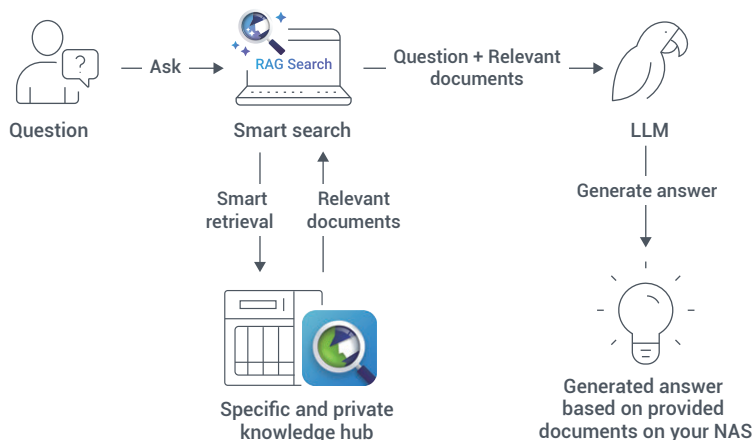 ?
Ask
RAG Search
Question + Relevant
documents
Question
Smart search
LLM
Smart
retrieval
Relevant
documents
Generate answer
Specific and private
knowledge hub
Generated answer
based on provided
documents on your NAS